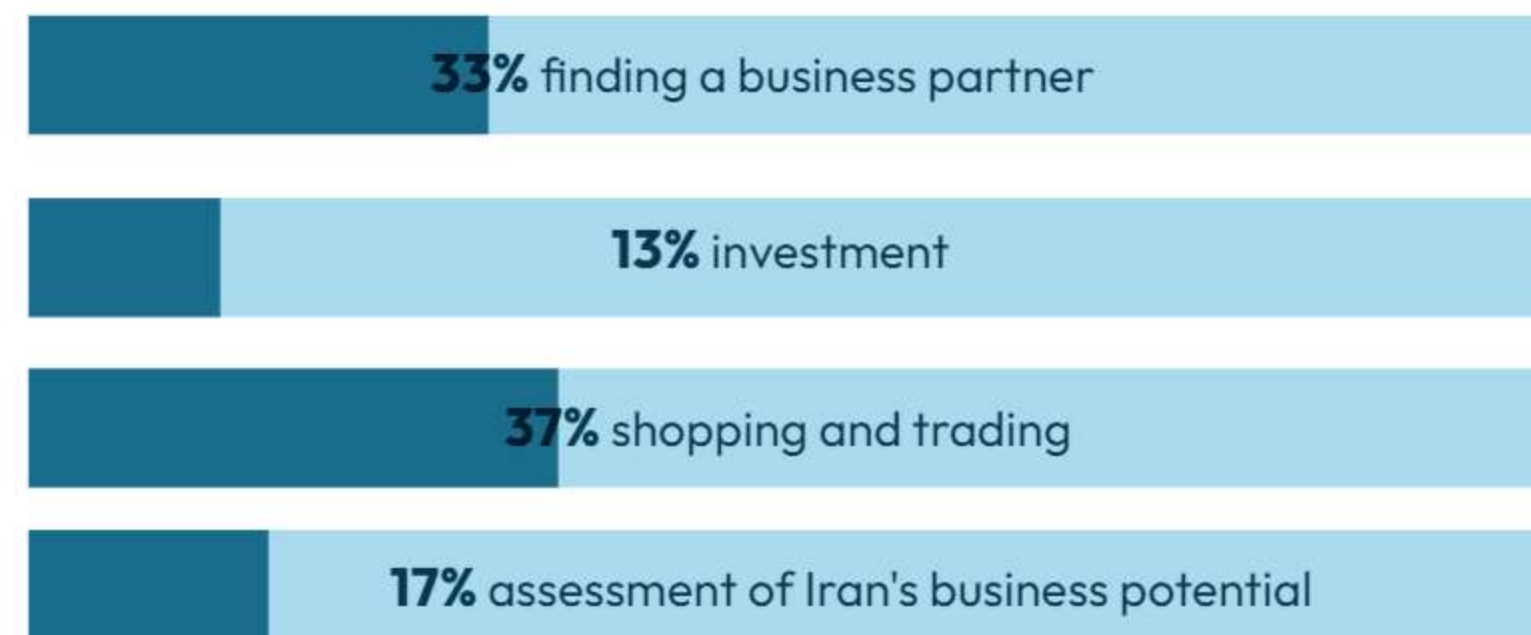 33% finding a business partner
13% investment
37% shopping and trading
17% assessment of Iran's business potential